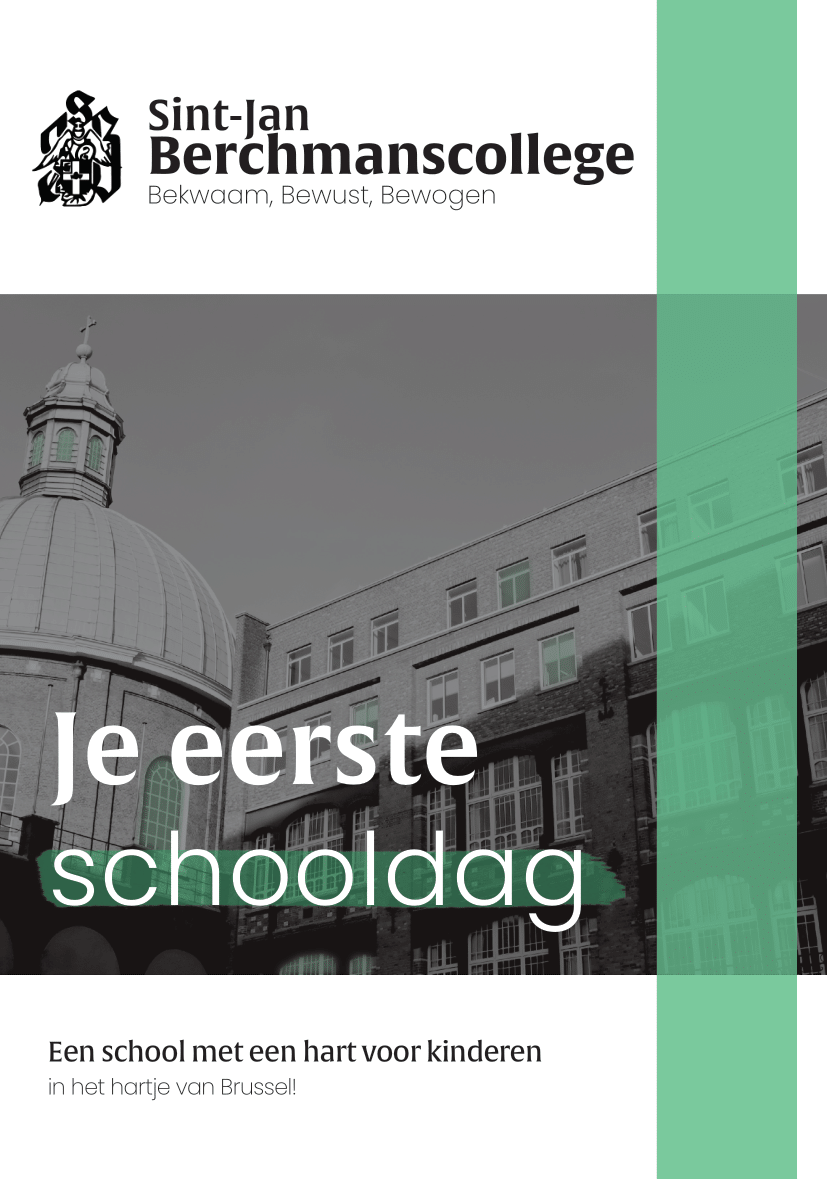 Sint-Jan
Berchmanscollege
Bekwaam, Bewust, Bewogen
Je eerste
schooldag
Een school met een hart voor kinderen
in het hartje van Brussel!